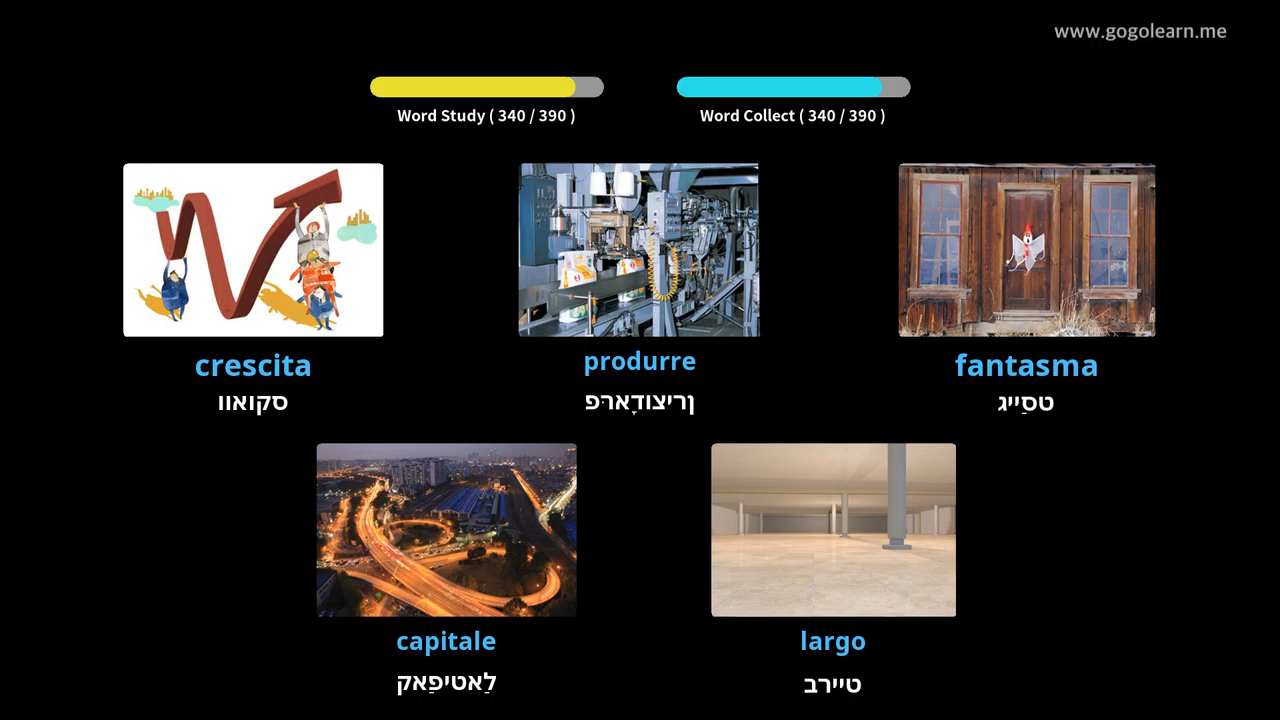 www.gogolearn.me
Word Study ( 340 / 390 )
Word Collect ( 340 / 390 )
crescita
סקואוו
produrre
ןריצודָארּפ
fantasma
טסַייג
capitale
לַאטיפַאק
largo
טיירב